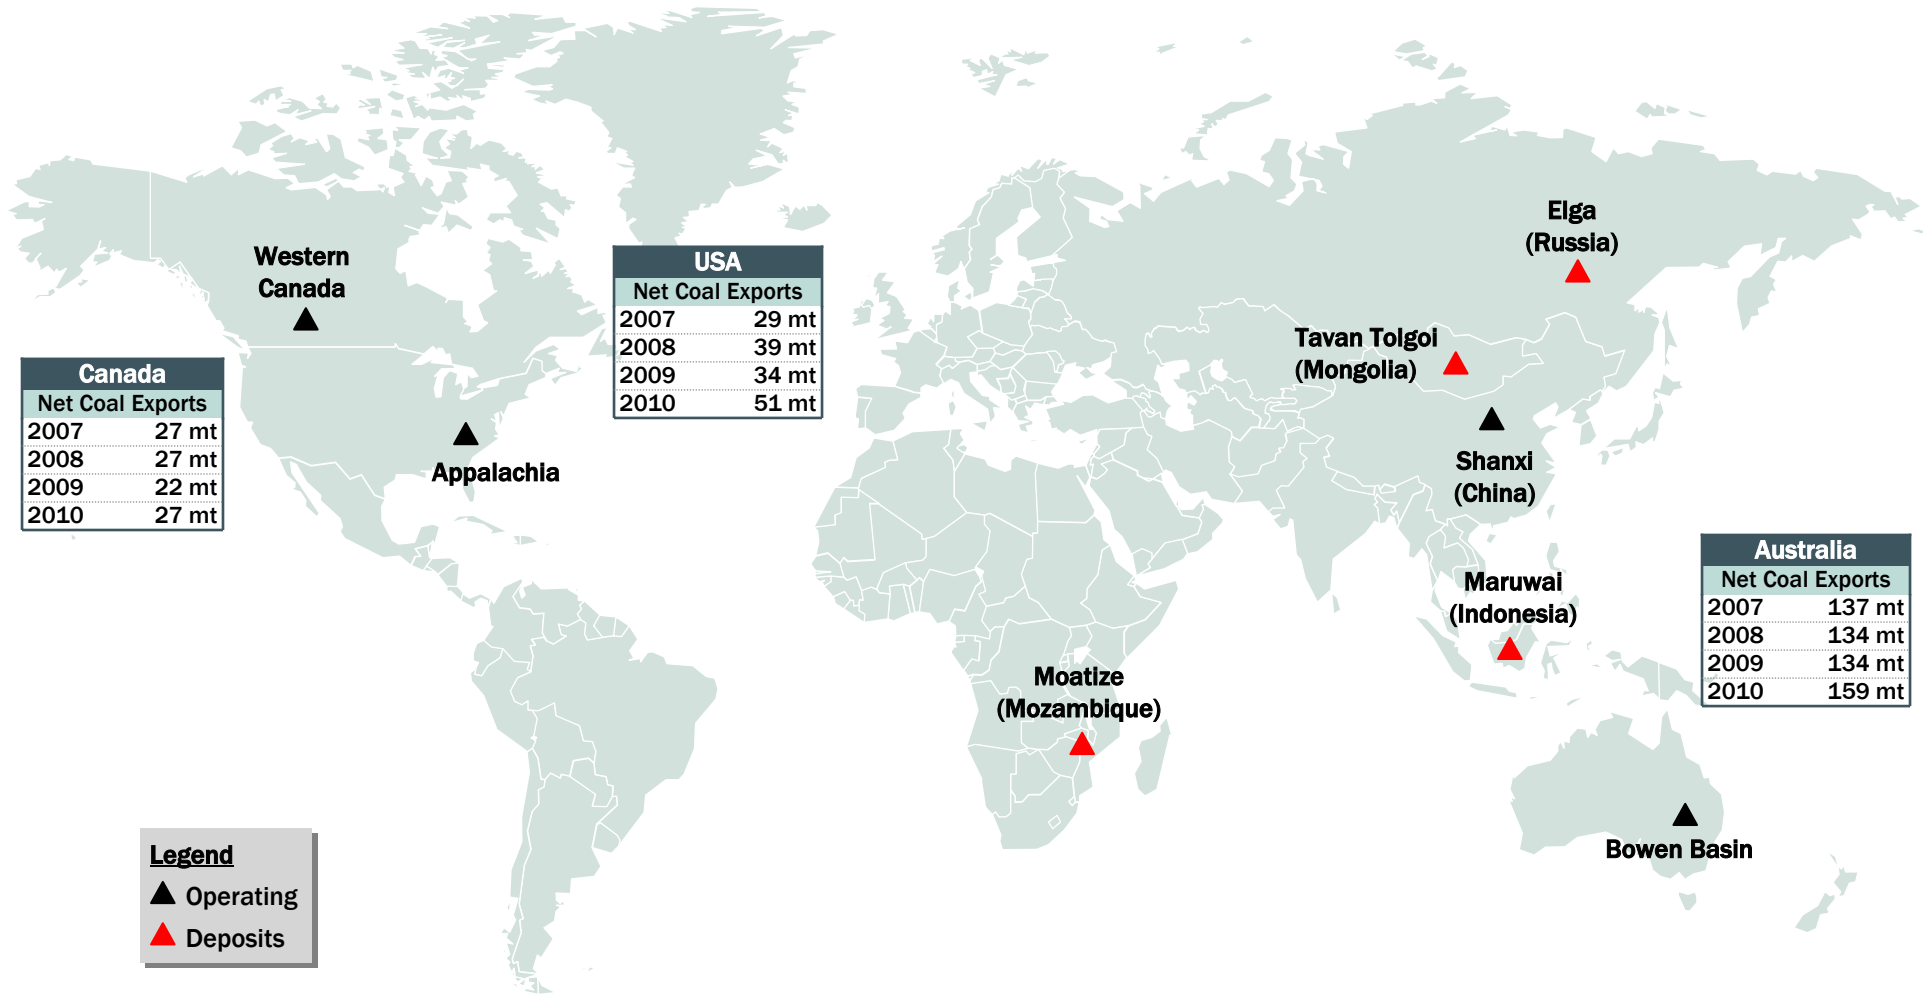 Elga
(Russia)
Western
Canada
USA
Net Coal Exports
2007 29 mt
2008 39 mt
2009 34 mt
2010 51 mt
Tavan Tolgoi
(Mongolia)
Canada
Net Coal Exports
2007 27 mt
2008 27 mt
2009 22 mt
2010 27 mt
Appalachia
Shanxi
(China)
Australia
Net Coal Exports
2007 137 mt
2008 134 mt
2009 134 mt
2010 159 mt
Maruwai
(Indonesia)
Moatize
(Mozambique)
Bowen Basin
Legend
Operating
Deposits